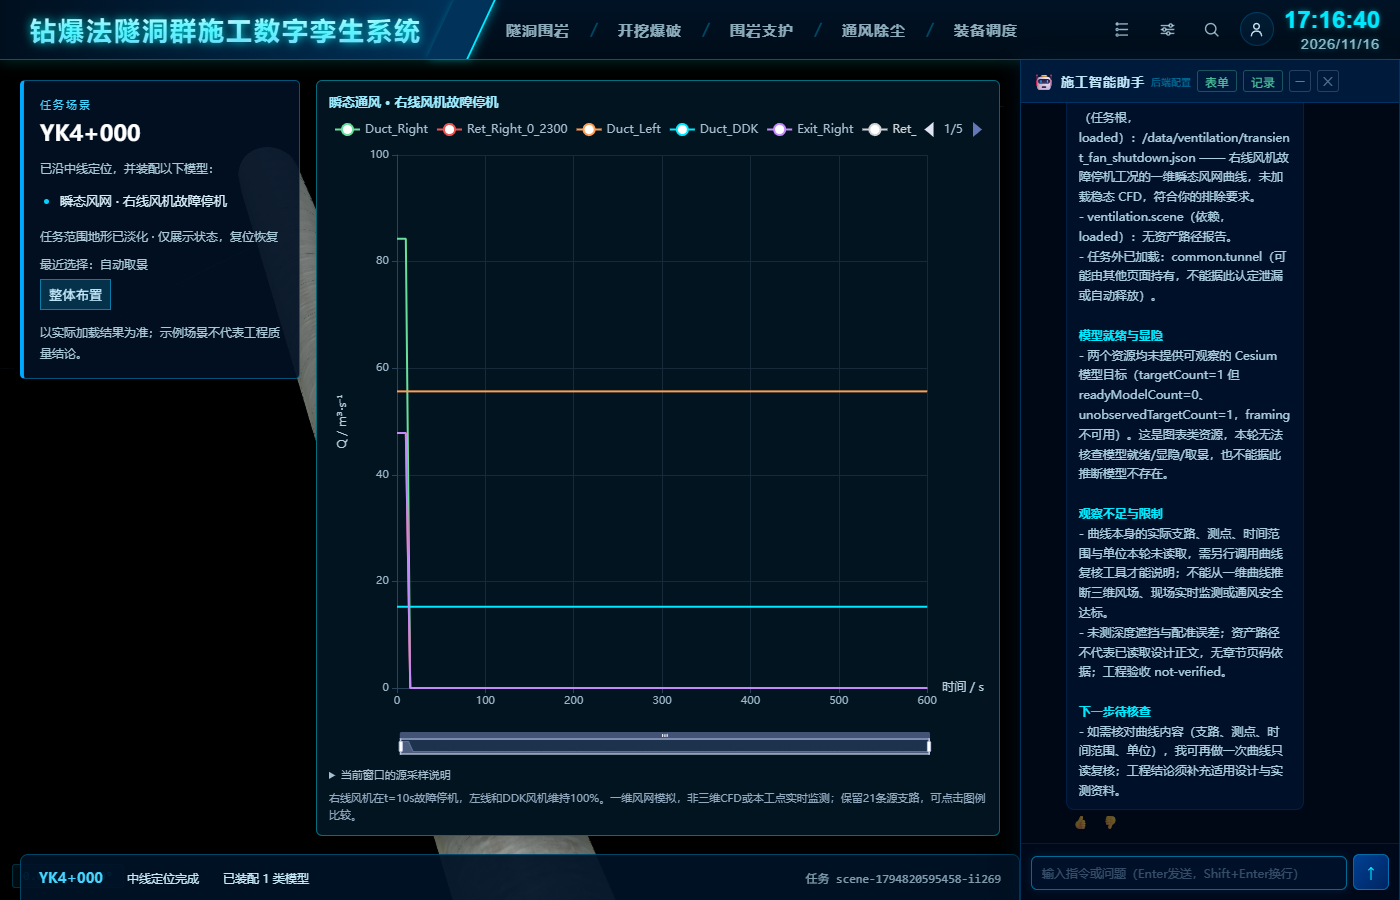 钻爆法隧洞群施工数字孪生系统
隧洞围岩 / 开挖爆破 / 围岩支护 / 通风除尘 / 装备调度
17:16:40
2026/11/16
任务场景
YK4+000
已沿中线定位，并装配以下模型：
瞬态风网 · 右线风机故障停机
任务范围地形已淡化 · 仅展示状态，复位恢复
最近选择：自动取景
整体布置
以实际加载结果为准；示例场景不代表工程质
量结论。
瞬态通风 • 右线风机故障停机
Duct_Right Ret_Right_0_2300 Duct_Left Duct_DDK Exit_Right Ret_ 1/5
Q / m³·s⁻¹
100
80
60
40
20
0
0 100 200 300 400 500 600
时间 / s
当前窗口的源采样说明
右线风机在t=10s故障停机，左线和DDK风机维持100%。一维风网模拟，非三维CFD或本工点实时监测；保留21条源支路，可点击图例
比较。
YK4+000 中线定位完成 已装配 1 类模型
任务 scene-1794820595458-ii269
施工智能助手 后端配置 表单 记录
（任务根，
loaded）：/data/ventilation/transien
t_fan_shutdown.json —— 右线风机故
障停机工况的一维瞬态风网曲线，未加
载稳态 CFD，符合你的排除要求。
- ventilation.scene（依赖，
loaded）：无资产路径报告。
- 任务外已加载：common.tunnel（可
能由其他页面持有，不能据此认定泄漏
或自动释放）。
模型就绪与显隐
- 两个资源均未提供可观察的 Cesium
模型目标（targetCount=1 但
readyModelCount=0、
unobservedTargetCount=1，framing
不可用）。这是图表类资源，本轮无法
核查模型就绪/显隐/取景，也不能据此
推断模型不存在。
观察不足与限制
- 曲线本身的实际支路、测点、时间范
围与单位本轮未读取，需另行调用曲线
复核工具才能说明；不能从一维曲线推
断三维风场、现场实时监测或通风安全
达标。
- 未测深度遮挡与配准误差；资产路径
不代表已读取设计正文，无章节页码依
据；工程验收 not-verified。
下一步待核查
- 如需核对曲线内容（支路、测点、时
间范围、单位），我可再做一次曲线只
读复核；工程结论须补充适用设计与实
测资料。
输入指令或问题（Enter发送，Shift+Enter换行）